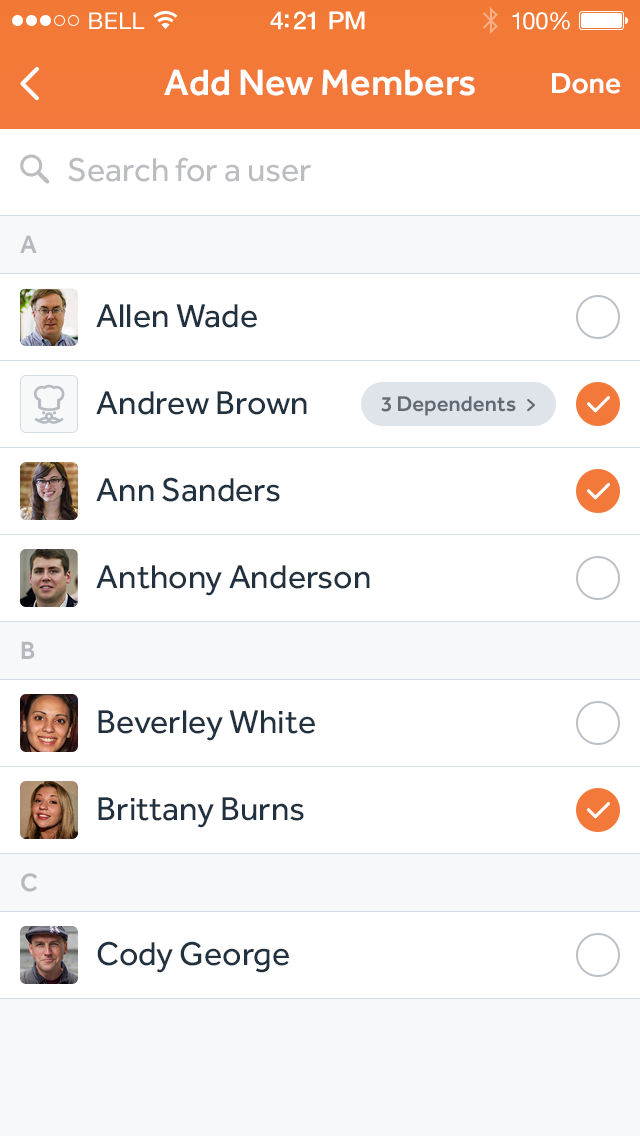 BELL 4:21 PM 100%
Add New Members Done
Search for a user
A
Allen Wade
Andrew Brown 3 Dependents >
Ann Sanders
Anthony Anderson
B
Beverley White
Brittany Burns
C
Cody George